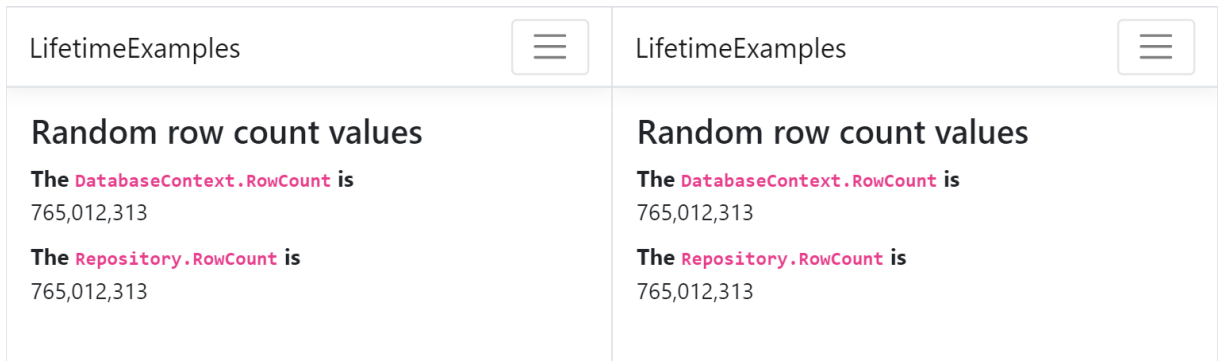 LifetimeExamples
Random row count values
The DatabaseContext.RowCount is
765,012,313
The Repository.RowCount is
765,012,313
LifetimeExamples
Random row count values
The DatabaseContext.RowCount is
765,012,313
The Repository.RowCount is
765,012,313